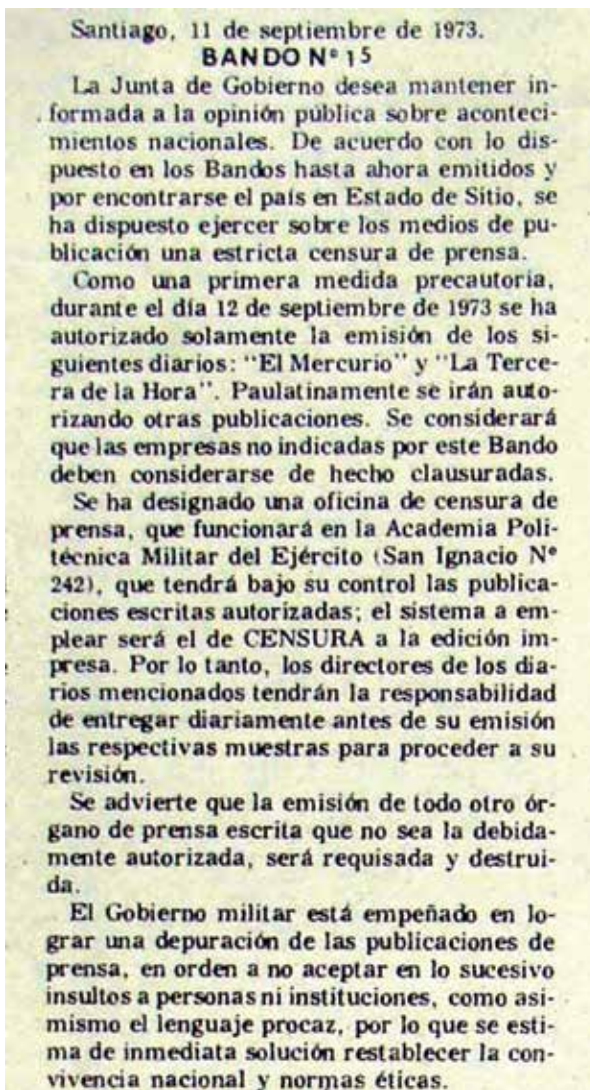 Santiago, 11 de septiembre de 1973.
BANDO Nº 15
La Junta de Gobierno desea mantener in-
formada a la opinión pública sobre aconteci-
mientos nacionales. De acuerdo con lo dis-
puesto en los Bandos hasta ahora emitidos y
por encontrarse el país en Estado de Sitio, se
ha dispuesto ejercer sobre los medios de pu-
blicación una estricta censura de prensa.
Como una primera medida precautoria,
durante el día 12 de septiembre de 1973 se ha
autorizado solamente la emisión de los si-
guientes diarios: "El Mercurio" y "La Terce-
ra de la Hora". Paulatinamente se irán auto-
rizando otras publicaciones. Se considerará
que las empresas no indicadas por este Bando
deben considerarse de hecho clausuradas.
Se ha designado una oficina de censura de
prensa, que funcionará en la Academia Poli-
técnica Militar del Ejército (San Ignacio Nº
242), que tendrá bajo su control las publica-
ciones escritas autorizadas; el sistema a em-
plear será el de CENSURA a la edición im-
presa. Por lo tanto, los directores de los dia-
rios mencionados tendrán la responsabilidad
de entregar diariamente antes de su emisión
las respectivas muestras para proceder a su
revisión.
Se advierte que la emisión de todo otro ór-
gano de prensa escrita que no sea la debida-
mente autorizada, será requisada y destrui-
da.
El Gobierno militar está empeñado en lo-
grar una depuración de las publicaciones de
prensa, en orden a no aceptar en lo sucesivo
insultos a personas ni instituciones, como asi-
mismo el lenguaje procaz, por lo que se esti-
ma de inmediata solución restablecer la con-
vivencia nacional y normas éticas.